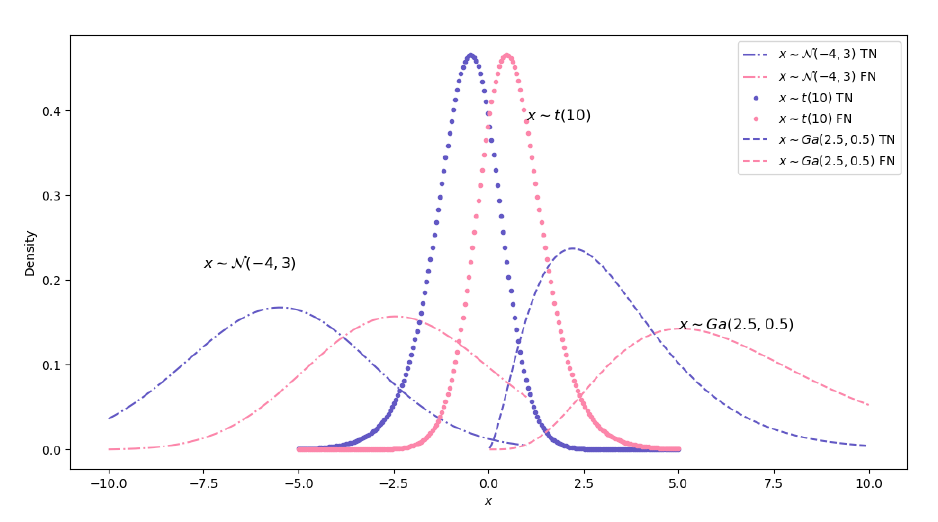 x ~ 𝒩(−4, 3) TN
x ~ 𝒩(−4, 3) FN
x ~ t(10) TN
x ~ t(10) FN
x ~ Ga(2.5, 0.5) TN
x ~ Ga(2.5, 0.5) FN
x ~ t(10)
x ~ 𝒩(−4, 3)
x ~ Ga(2.5, 0.5)
Density
0.4
0.3
0.2
0.1
0.0
−10.0 −7.5 −5.0 −2.5 0.0 2.5 5.0 7.5 10.0
x